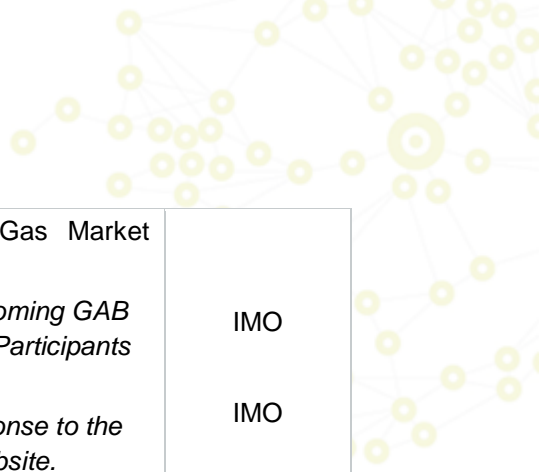 Gas Market
oming GAB
IMO
Participants
IMO
onse to the
bsite.